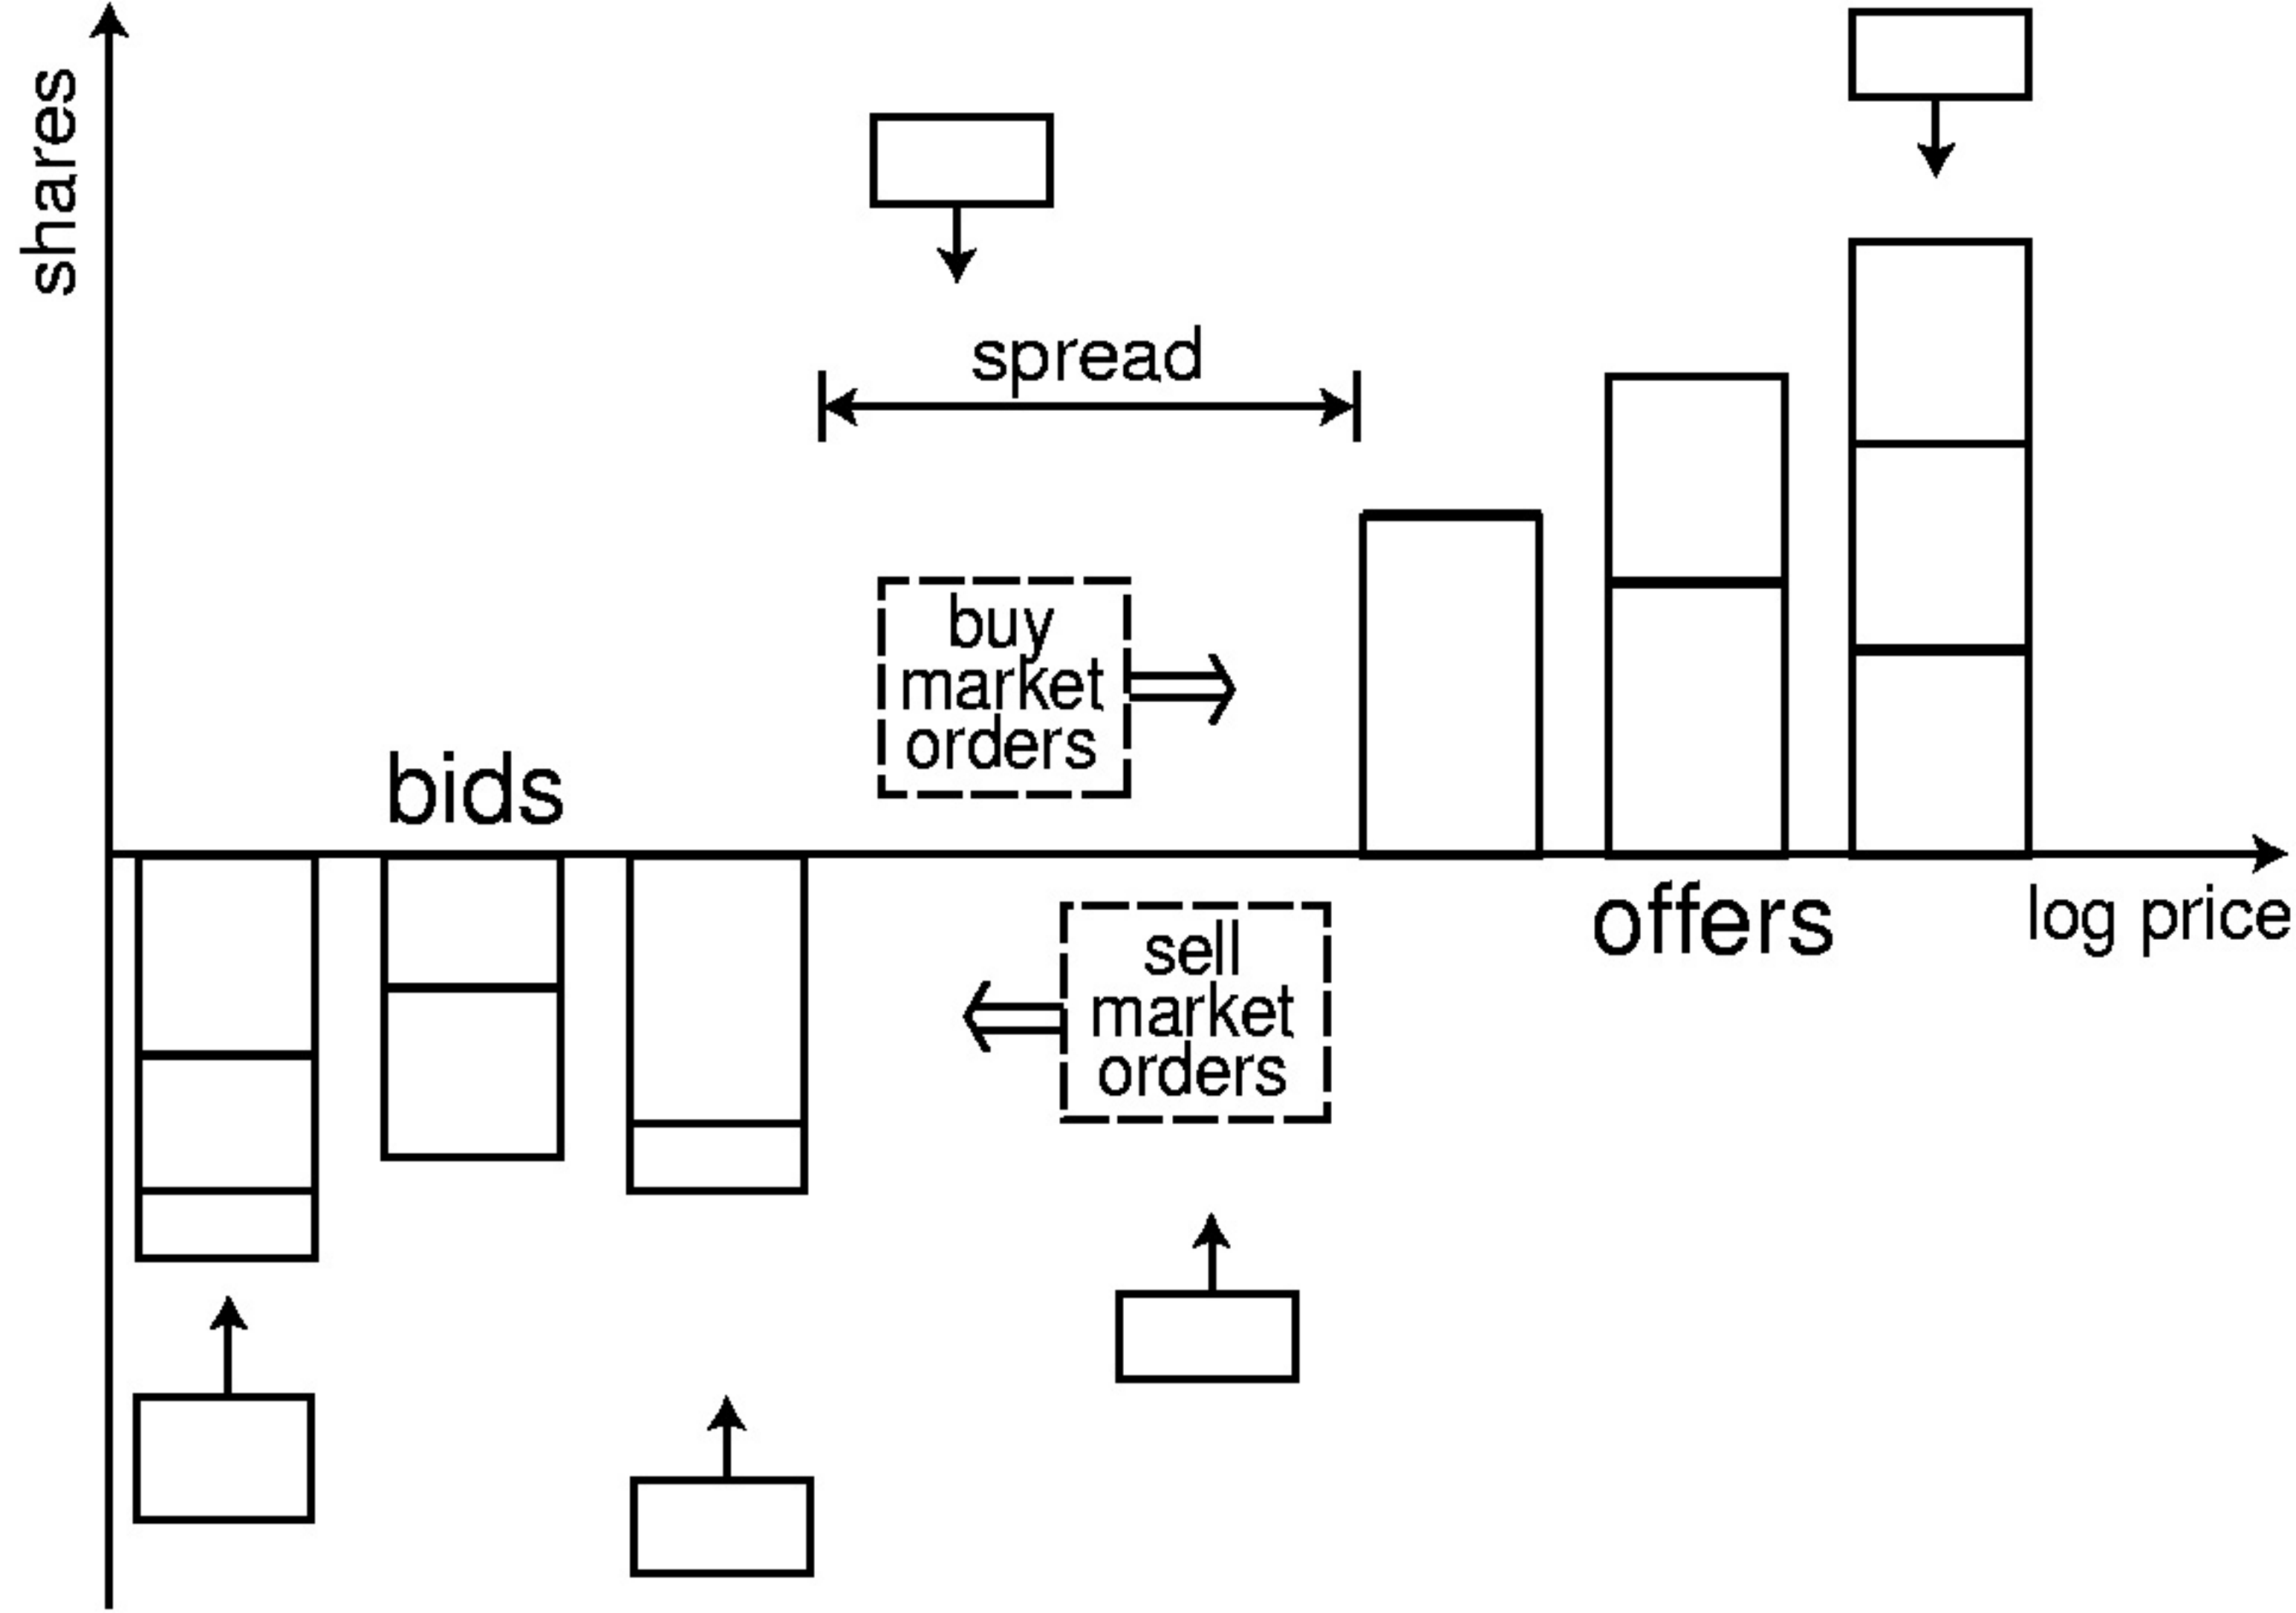 shares
spread
buy
market
orders
bids
offers
log price
sell
market
orders